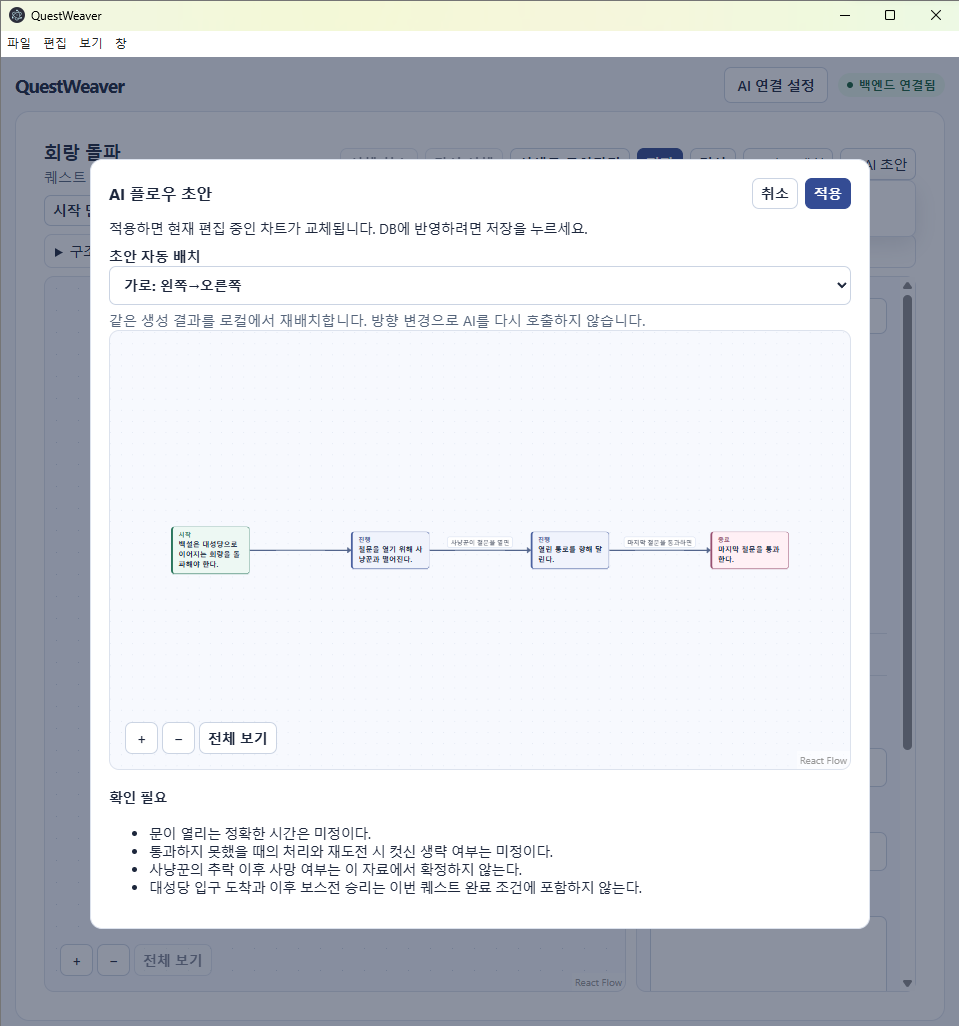 QuestWeaver
파일 편집 보기 창
QuestWeaver
AI 연결 설정
백엔드 연결됨
회랑 돌파
퀘스트
AI 초안
시작
구조
AI 플로우 초안
취소
적용
적용하면 현재 편집 중인 차트가 교체됩니다. DB에 반영하려면 저장을 누르세요.
초안 자동 배치
가로: 왼쪽→오른쪽
같은 생성 결과를 로컬에서 재배치합니다. 방향 변경으로 AI를 다시 호출하지 않습니다.
시작
백설은 대성당으로
이어지는 회랑을 돌
파해야 한다.
진행
철문을 열기 위해 사
냥꾼과 떨어진다.
사냥꾼이 철문을 열면
진행
열린 통로를 향해 달
린다.
마지막 철문을 통과하면
종료
마지막 철문을 통과
한다.
+
−
전체 보기
React Flow
확인 필요
• 문이 열리는 정확한 시간은 미정이다.
• 통과하지 못했을 때의 처리와 재도전 시 컷신 생략 여부는 미정이다.
• 사냥꾼의 추락 이후 사망 여부는 이 자료에서 확정하지 않는다.
• 대성당 입구 도착과 이후 보스전 승리는 이번 퀘스트 완료 조건에 포함하지 않는다.
+
−
전체 보기
React Flow